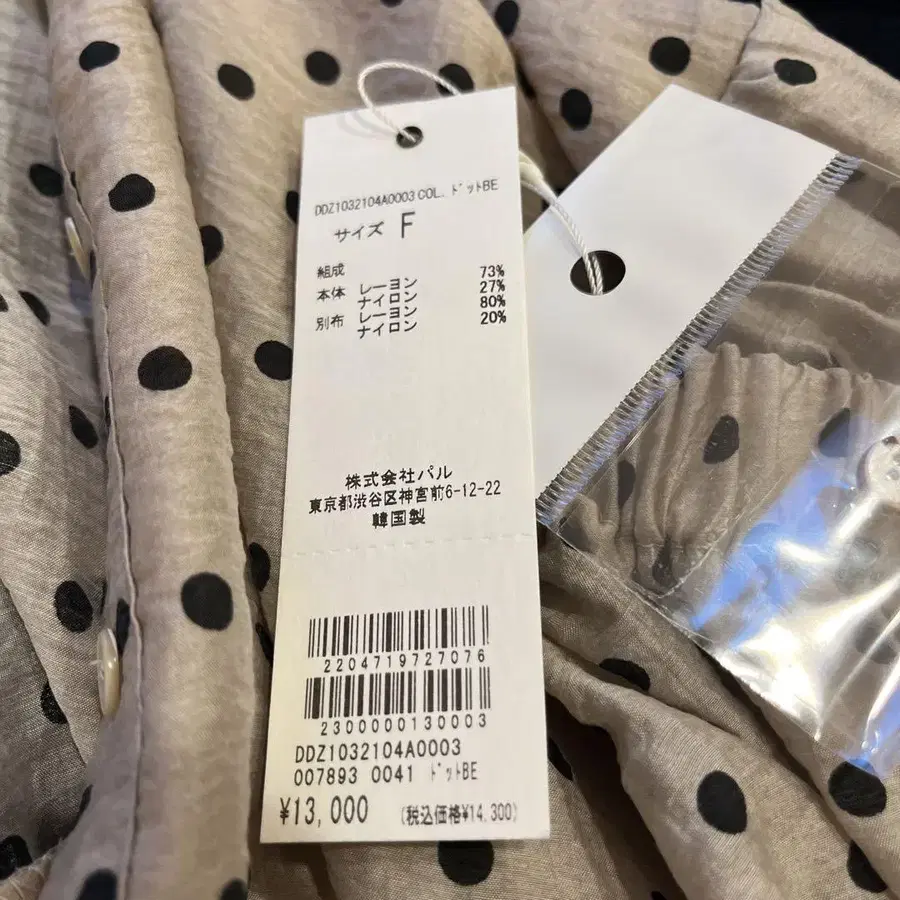 DDZ1032104A0003 COL. ﾄﾞｯﾄBE
サイズ F
組成
本体 レーヨン 73%
ナイロン 27%
別布 レーヨン 80%
ナイロン 20%
株式会社パル
東京都渋谷区神宮前6-12-22
韓国製
2204719727076
2300000130003
DDZ1032104A0003
007893 0041 ﾄﾞｯﾄBE
¥13,000 (税込価格¥14,300)